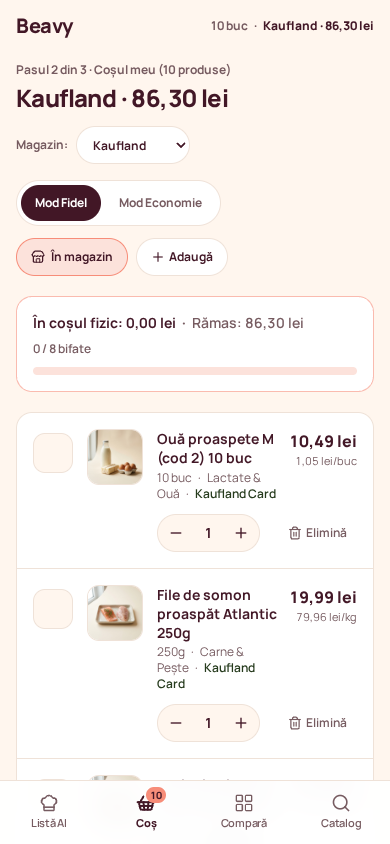 Beavy
10 buc · Kaufland · 86,30 lei
Pasul 2 din 3 · Coșul meu (10 produse)
Kaufland · 86,30 lei
Magazin: Kaufland
Mod Fidel Mod Economie
În magazin Adaugă
În coșul fizic: 0,00 lei · Rămas: 86,30 lei
0 / 8 bifate
Ouă proaspete M 10,49 lei
(cod 2) 10 buc 1,05 lei/buc
10 buc · Lactate &
Ouă · Kaufland Card
− 1 + Elimină
File de somon 19,99 lei
proaspăt Atlantic 79,96 lei/kg
250g
250g · Carne &
Pește · Kaufland
Card
− 1 + Elimină
10
Listă AI Coș Compară Catalog